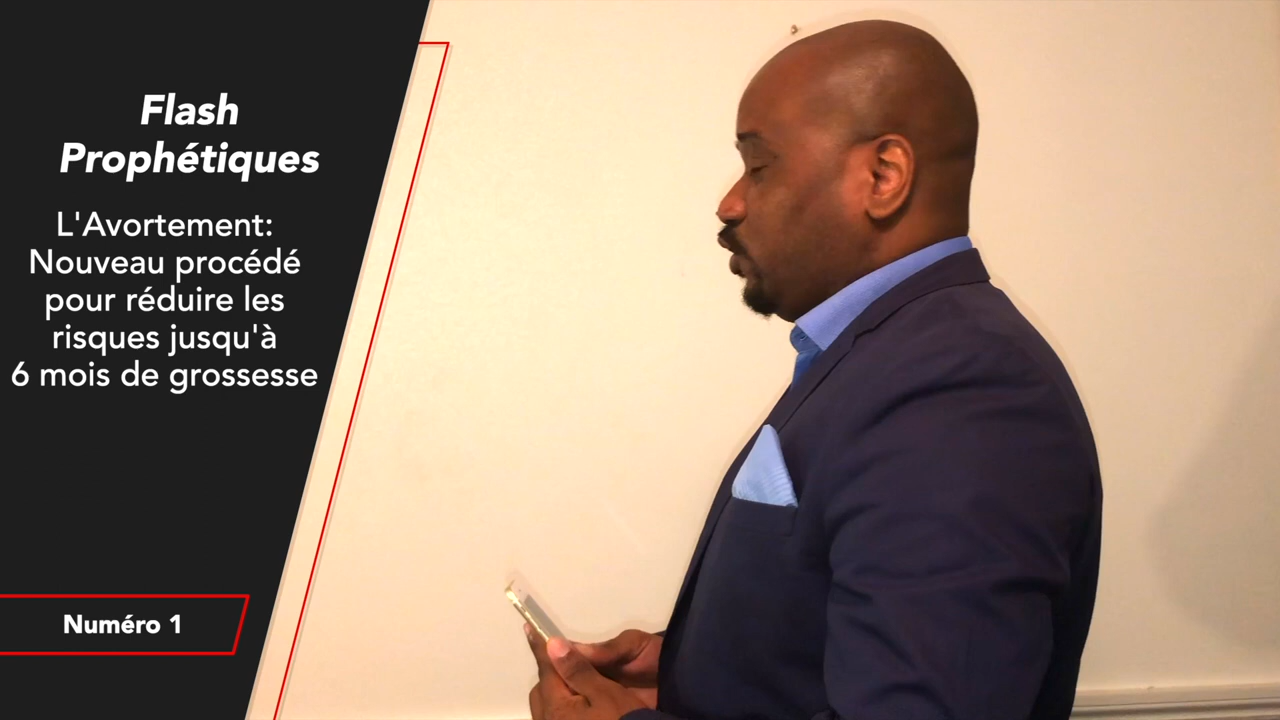 Flash
Prophétiques
L'Avortement:
Nouveau procédé
pour réduire les
risques jusqu'à
6 mois de grossesse
Numéro 1